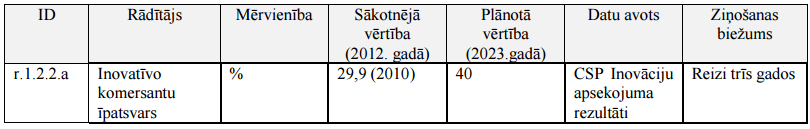 ID Rādītājs Mērvienība Sākotnējā vērtība (2012. gadā) Plānotā vērtība (2023.gadā) Datu avots Ziņošanas biežums
r.1.2.2.a Inovatīvo komersantu īpatsvars % 29,9 (2010) 40 CSP Inovāciju apsekojuma rezultāti Reizi trīs gados